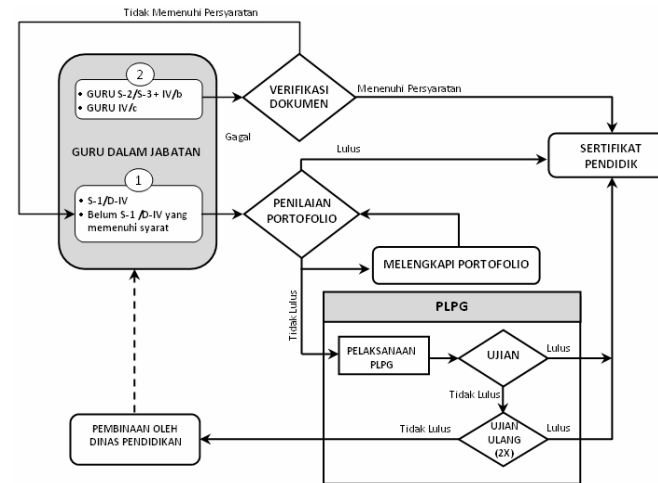 Tidak Memenuhi Persyaratan
2
• GURU S-2/S-3 + IV/b
• GURU IV/c
VERIFIKASI
DOKUMEN
Menenuhi Persyaratan
Gagal
GURU DALAM JABATAN
Lulus
SERTIFIKAT
PENDIDIK
1
• S-1/D-IV
• Belum S-1 /D-IV yang
memenuhi syarat
PENILAIAN
PORTOFOLIO
MELENGKAPI PORTOFOLIO
Tidak Lulus
PLPG
PELAKSANAAN
PLPG
UJIAN
Lulus
Tidak Lulus
PEMBINAAN OLEH
DINAS PENDIDIKAN
Tidak Lulus
UJIAN
ULANG
(2X)
Lulus